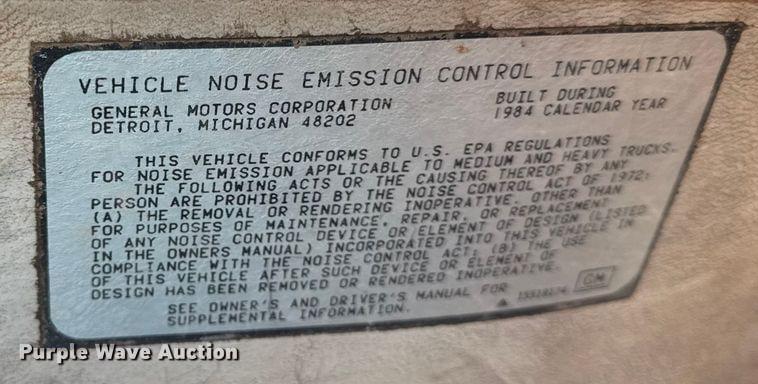 VEHICLE NOISE EMISSION CONTROL INFORMATION
GENERAL MOTORS CORPORATION
DETROIT, MICHIGAN 48202
BUILT DURING
1984 CALENDAR YEAR
THIS VEHICLE CONFORMS TO U.S. EPA REGULATIONS
FOR NOISE EMISSION APPLICABLE TO MEDIUM AND HEAVY TRUCKS.
THE FOLLOWING ACTS OR THE CAUSING THEREOF BY ANY
PERSON ARE PROHIBITED BY THE NOISE CONTROL ACT OF 1972:
(A) THE REMOVAL OR RENDERING INOPERATIVE, OTHER THAN
FOR PURPOSES OF MAINTENANCE, REPAIR, OR REPLACEMENT
OF ANY NOISE CONTROL DEVICE OR ELEMENT OF DESIGN (LISTED
IN THE OWNERS MANUAL) INCORPORATED INTO THIS VEHICLE IN
COMPLIANCE WITH THE NOISE CONTROL ACT; (B) THE USE
OF THIS VEHICLE AFTER SUCH DEVICE OR ELEMENT OF
DESIGN HAS BEEN REMOVED OR RENDERED INOPERATIVE.
SEE OWNER'S AND DRIVER'S MANUAL FOR
SUPPLEMENTAL INFORMATION.
GM
Purple Wave Auction